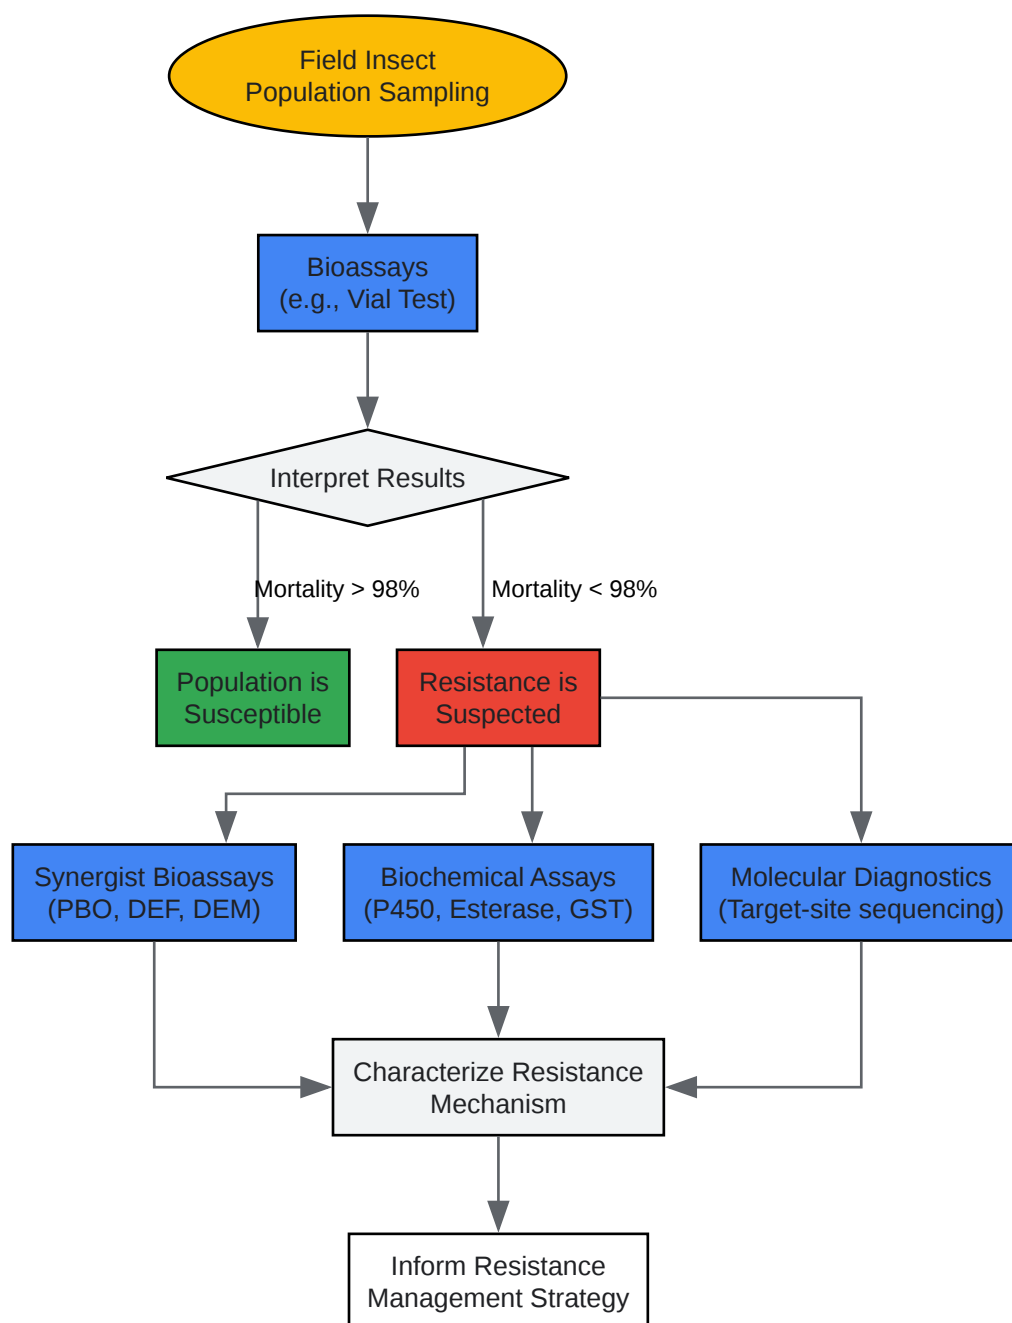 Field Insect
Population Sampling
Bioassays
(e.g., Vial Test)
Interpret Results
Mortality > 98%
Mortality < 98%
Population is
Susceptible
Resistance is
Suspected
Synergist Bioassays
(PBO, DEF, DEM)
Biochemical Assays
(P450, Esterase, GST)
Molecular Diagnostics
(Target-site sequencing)
Characterize Resistance
Mechanism
Inform Resistance
Management Strategy